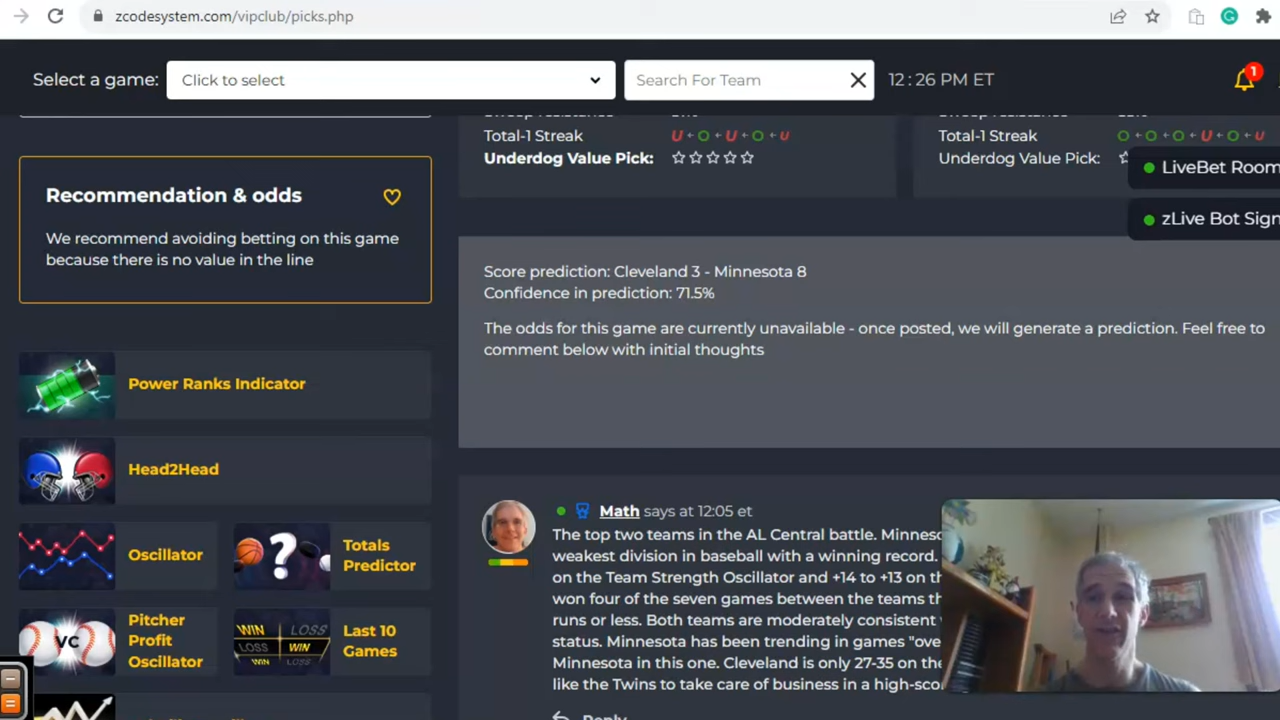 zcodesystem.com/vipclub/picks.php
Select a game: Click to select Search For Team 12 : 26 PM ET 1
Total-1 Streak U ← O ← U ← O ← U
Underdog Value Pick:
Total-1 Streak O ← O ← O ← U ← O ← U
Underdog Value Pick:
LiveBet Room
zLive Bot Sign
Recommendation & odds
We recommend avoiding betting on this game
because there is no value in the line
Score prediction: Cleveland 3 - Minnesota 8
Confidence in prediction: 71.5%
The odds for this game are currently unavailable - once posted, we will generate a prediction. Feel free to
comment below with initial thoughts
Power Ranks Indicator
Head2Head
Oscillator
Totals
Predictor
VC
Pitcher
Profit
Oscillator
WIN LOSS
LOSS WIN
WIN LOSS
Last 10
Games
Math says at 12:05 et
The top two teams in the AL Central battle. Minneso
weakest division in baseball with a winning record.
on the Team Strength Oscillator and +14 to +13 on th
won four of the seven games between the teams th
runs or less. Both teams are moderately consistent
status. Minnesota has been trending in games "ove
Minnesota in this one. Cleveland is only 27-35 on the
like the Twins to take care of business in a high-sco
Reply